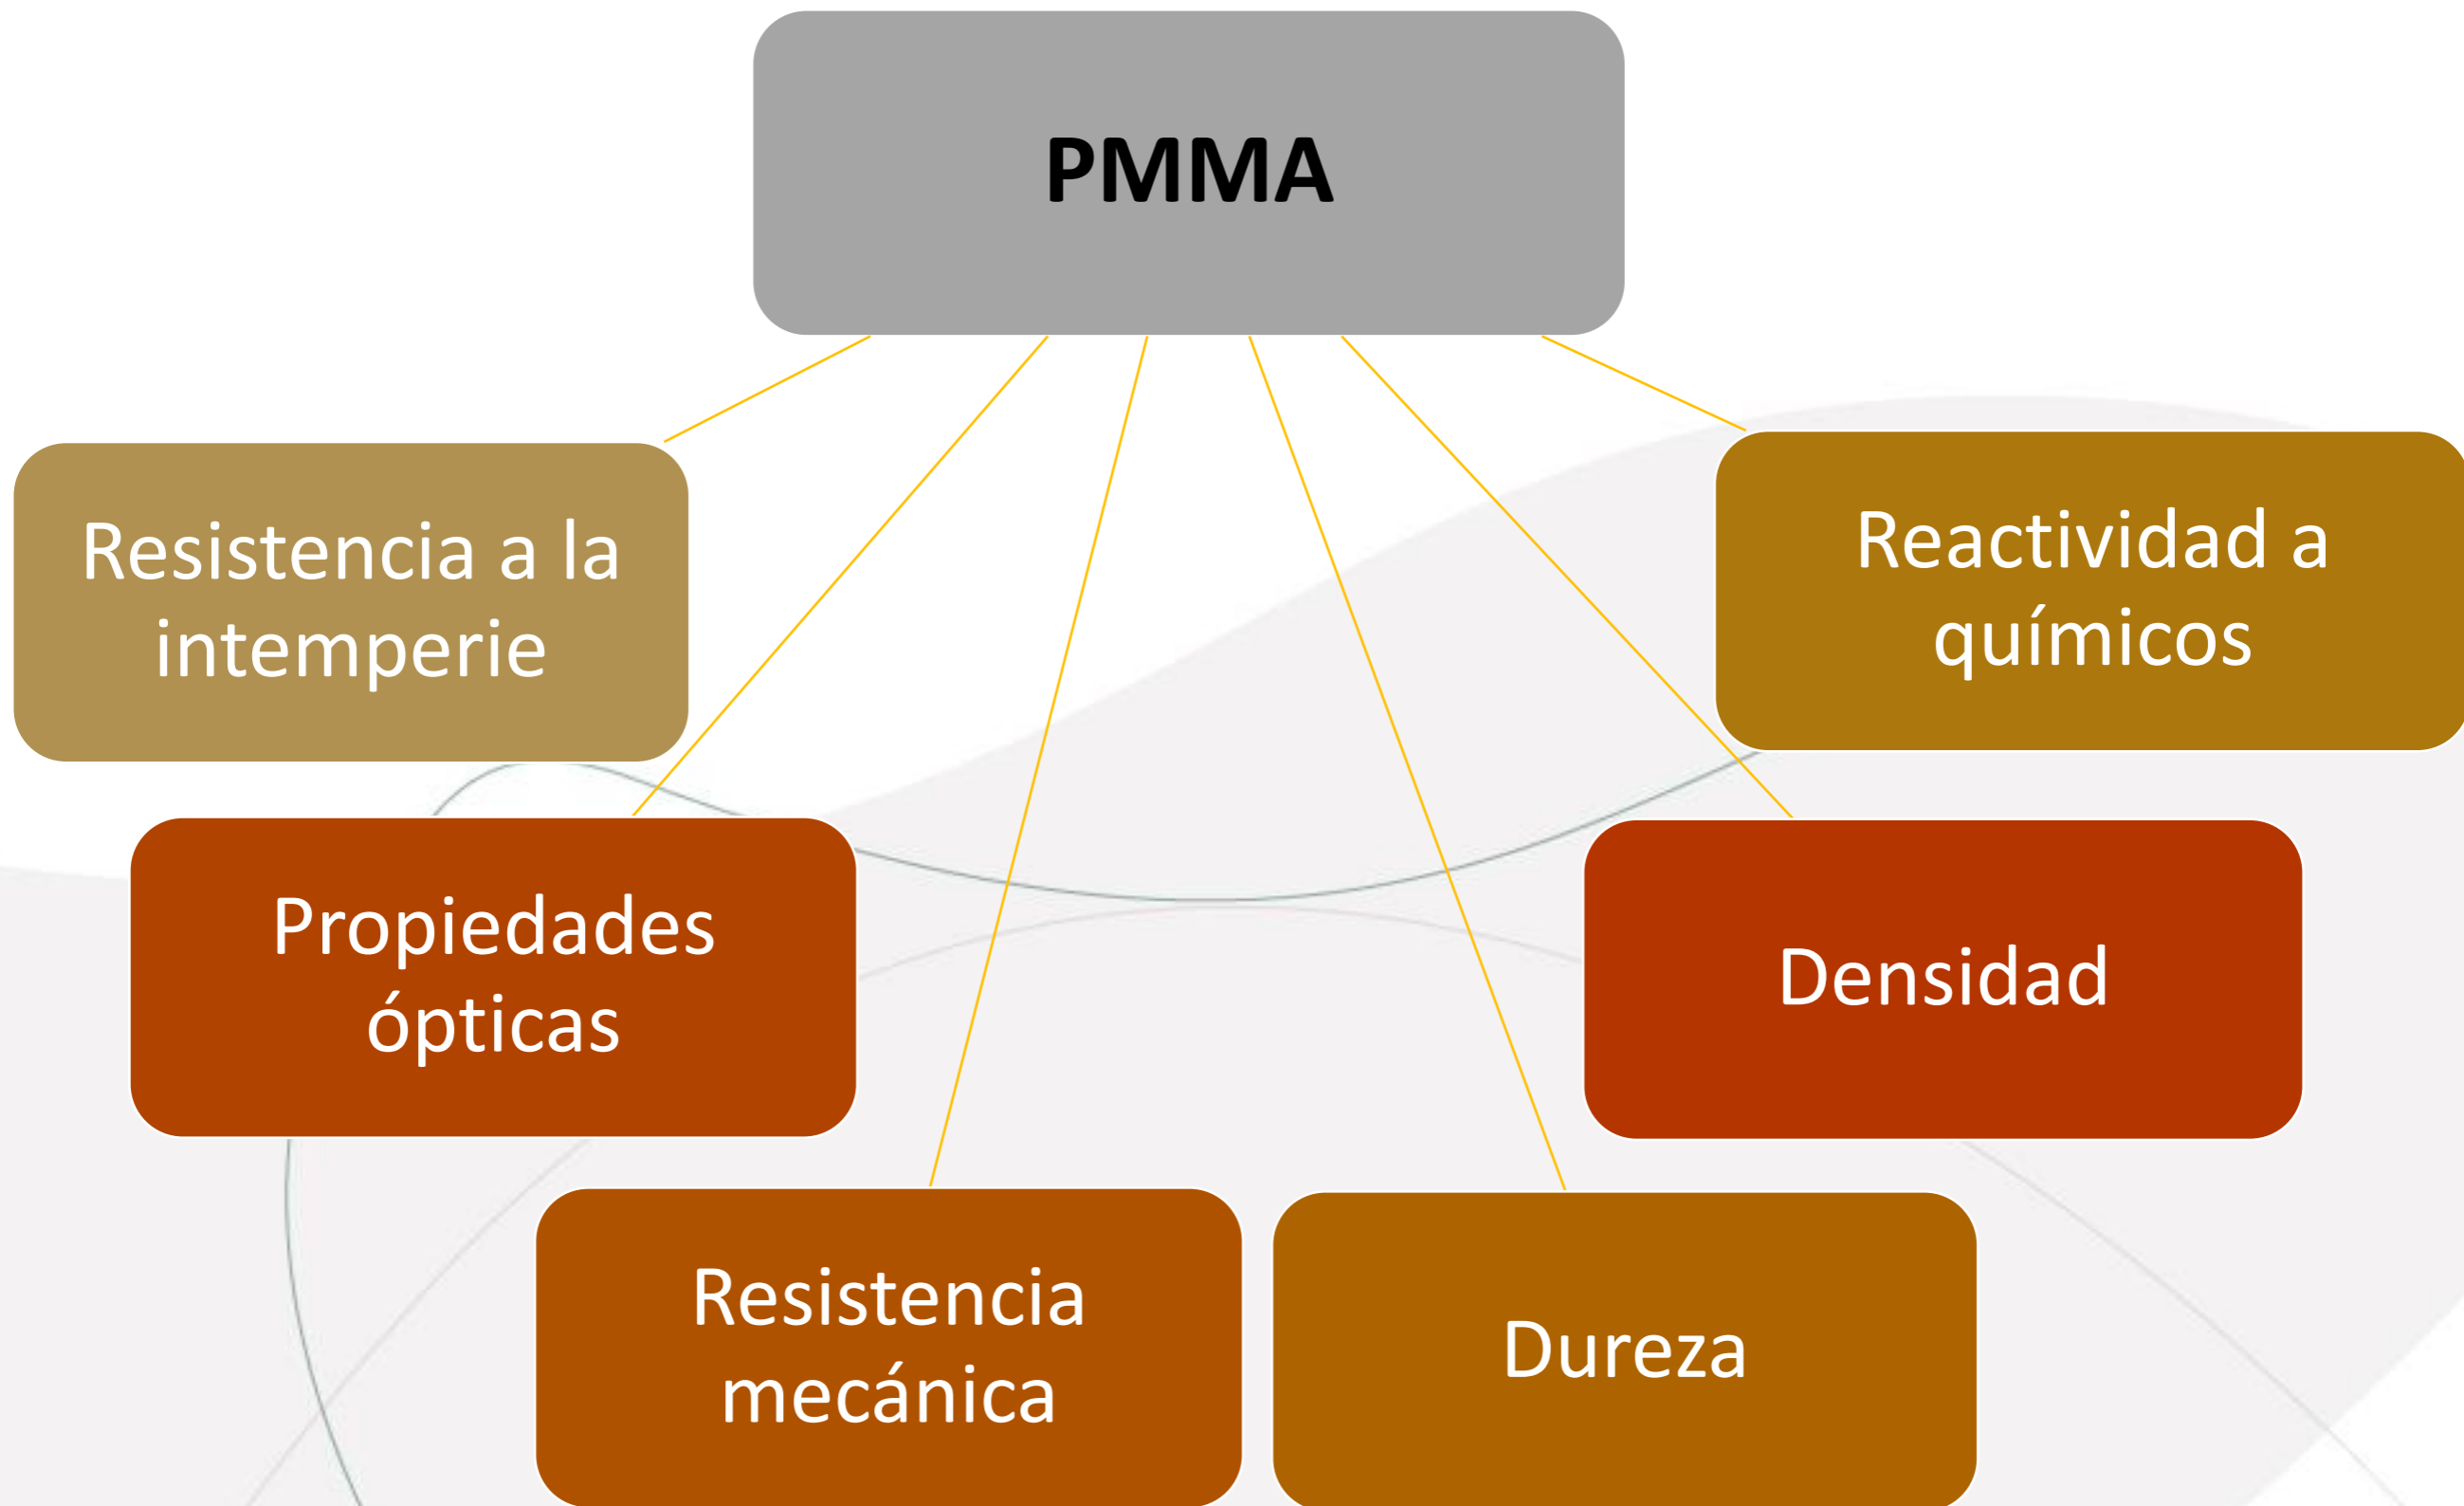 PMMA
Resistencia a la
intemperie
Reactividad a
químicos
Propiedades
ópticas
Densidad
Resistencia
mecánica
Dureza